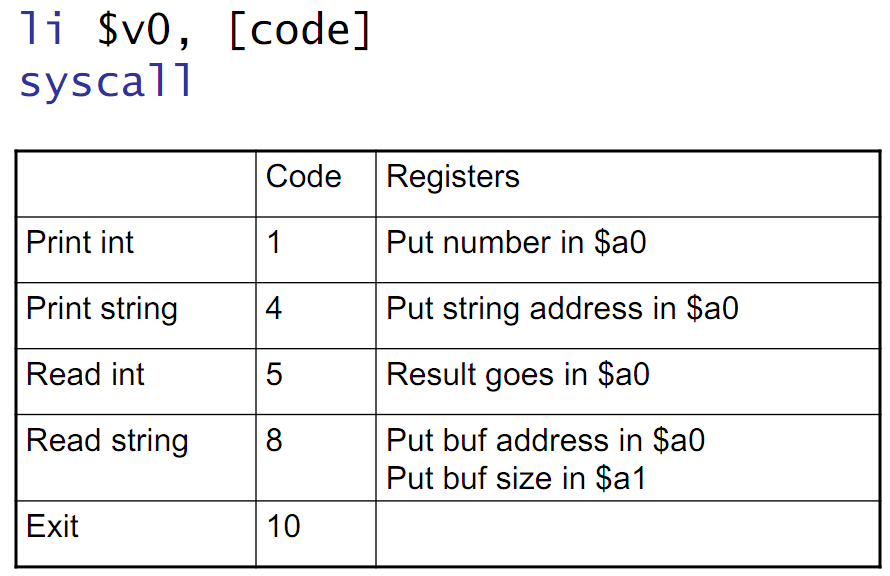 li $v0, [code]
syscall
Code Registers
Print int 1 Put number in $a0
Print string 4 Put string address in $a0
Read int 5 Result goes in $a0
Read string 8 Put buf address in $a0
Put buf size in $a1
Exit 10